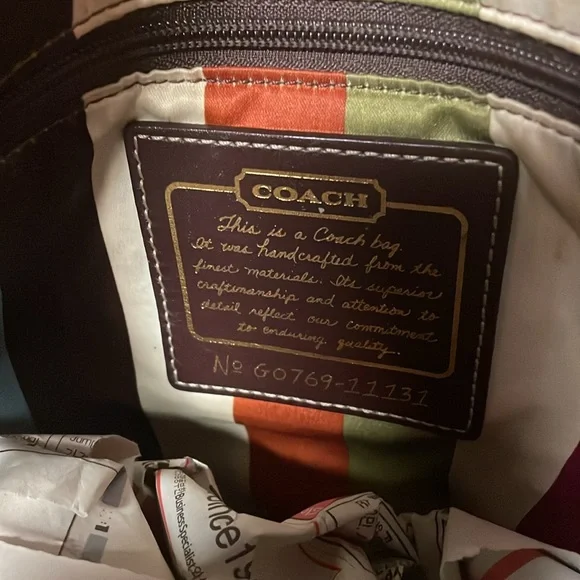 COACH
This is a Coach bag.
It was handcrafted from the
finest materials. Its superior
craftsmanship and attention to
detail reflect our commitment
to enduring quality.
Nº G0769-11131
ince19